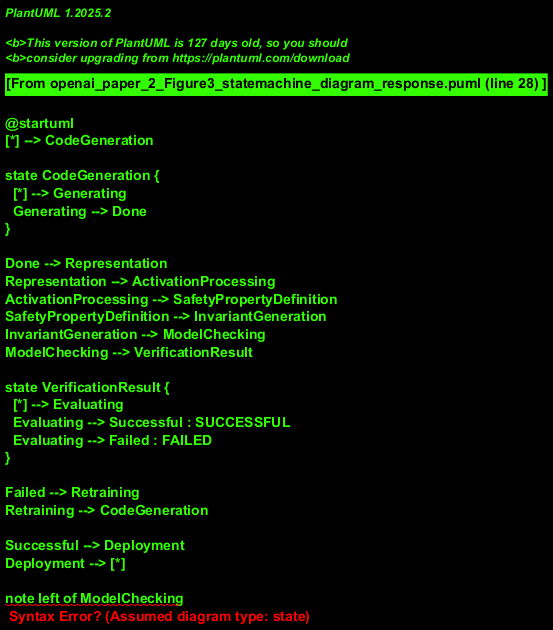 PlantUML 1.2025.2
<b>This version of PlantUML is 127 days old, so you should
<b>consider upgrading from https://plantuml.com/download
[From openai_paper_2_Figure3_statemachine_diagram_response.puml (line 28) ]
@startuml
[*] --> CodeGeneration
state CodeGeneration {
[*] --> Generating
Generating --> Done
}
Done --> Representation
Representation --> ActivationProcessing
ActivationProcessing --> SafetyPropertyDefinition
SafetyPropertyDefinition --> InvariantGeneration
InvariantGeneration --> ModelChecking
ModelChecking --> VerificationResult
state VerificationResult {
[*] --> Evaluating
Evaluating --> Successful : SUCCESSFUL
Evaluating --> Failed : FAILED
}
Failed --> Retraining
Retraining --> CodeGeneration
Successful --> Deployment
Deployment --> [*]
note left of ModelChecking
Syntax Error? (Assumed diagram type: state)